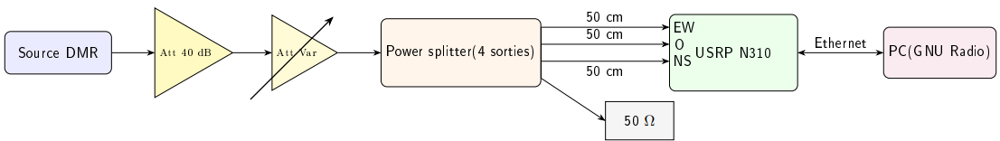 Source DMR
Att 40 dB
Att Var
Power splitter(4 sorties)
50 cm
50 cm
50 cm
EW
O
NS
USRP N310
Ethernet
PC(GNU Radio)
50 Ω